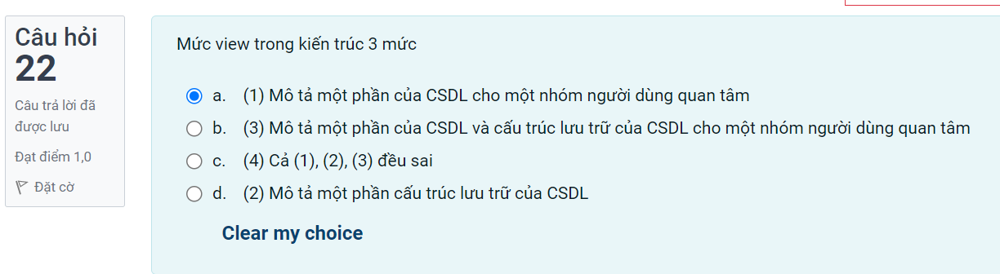 Câu hỏi
22
Câu trả lời đã
được lưu
Đạt điểm 1,0
Đặt cờ
Mức view trong kiến trúc 3 mức
a. (1) Mô tả một phần của CSDL cho một nhóm người dùng quan tâm
b. (3) Mô tả một phần của CSDL và cấu trúc lưu trữ của CSDL cho một nhóm người dùng quan tâm
c. (4) Cả (1), (2), (3) đều sai
d. (2) Mô tả một phần cấu trúc lưu trữ của CSDL
Clear my choice